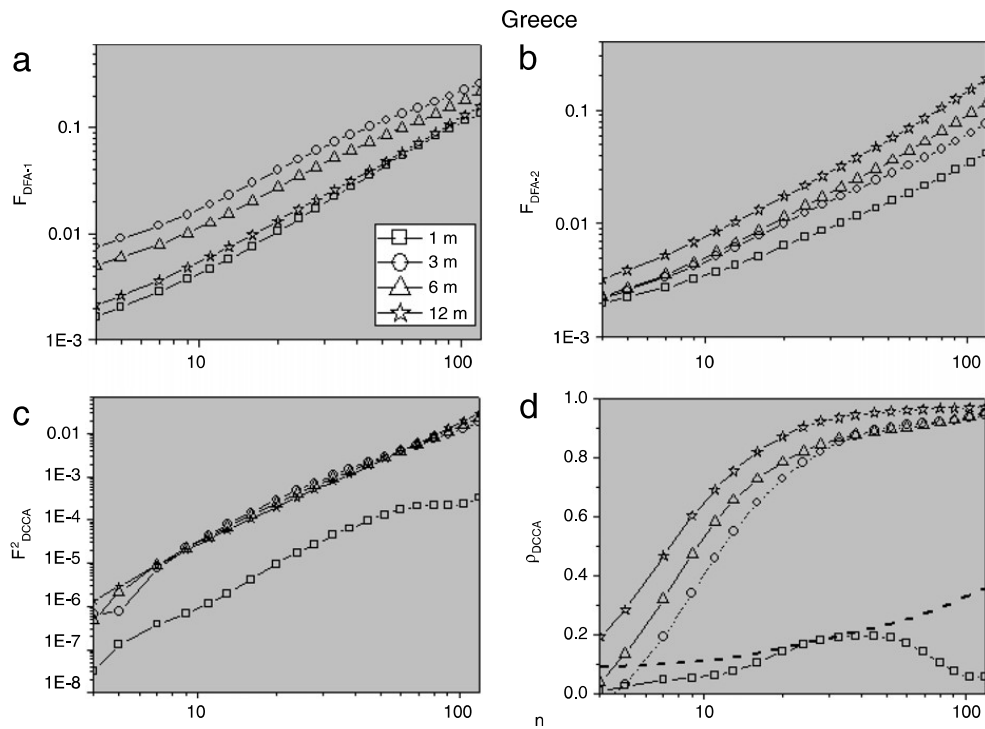 Greece
a
F_DFA-1
0.1
0.01
1E-3
10
100
1 m
3 m
6 m
12 m
b
F_DFA-2
0.1
0.01
1E-3
10
100
c
F²_DCCA
0.01
1E-3
1E-4
1E-5
1E-6
1E-7
1E-8
10
100
d
ρ_DCCA
1.0
0.8
0.6
0.4
0.2
0.0
10
100
n